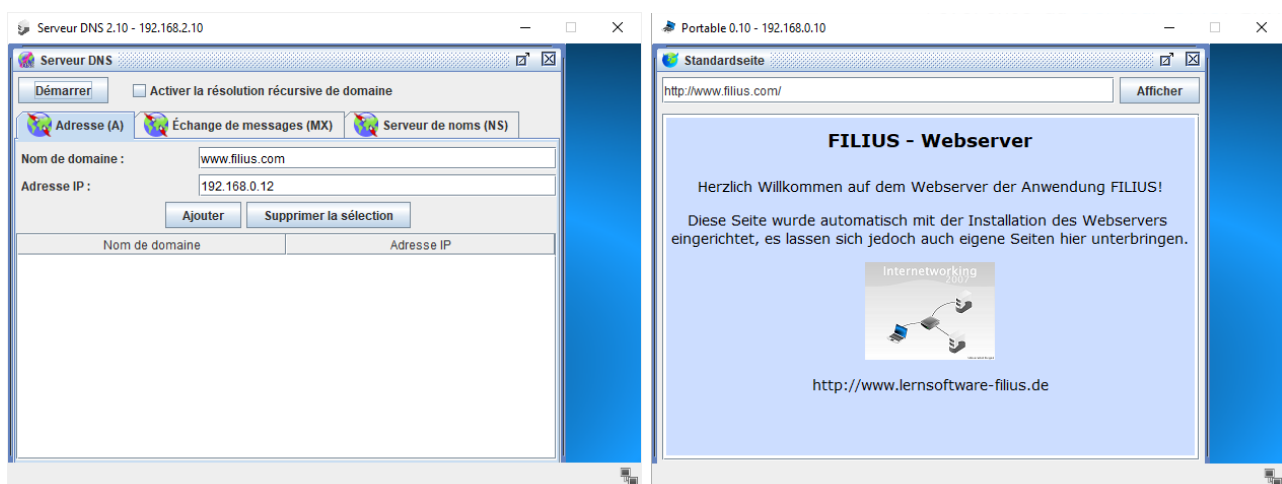 Serveur DNS 2.10 - 192.168.2.10
Serveur DNS
Démarrer Activer la résolution récursive de domaine
Adresse (A) Échange de messages (MX) Serveur de noms (NS)
Nom de domaine : www.filius.com
Adresse IP : 192.168.0.12
Ajouter Supprimer la sélection
Nom de domaine Adresse IP
Portable 0.10 - 192.168.0.10
Standardseite
http://www.filius.com/ Afficher
FILIUS - Webserver
Herzlich Willkommen auf dem Webserver der Anwendung FILIUS!
Diese Seite wurde automatisch mit der Installation des Webservers
eingerichtet, es lassen sich jedoch auch eigene Seiten hier unterbringen.
Internetworking
2007
http://www.lernsoftware-filius.de